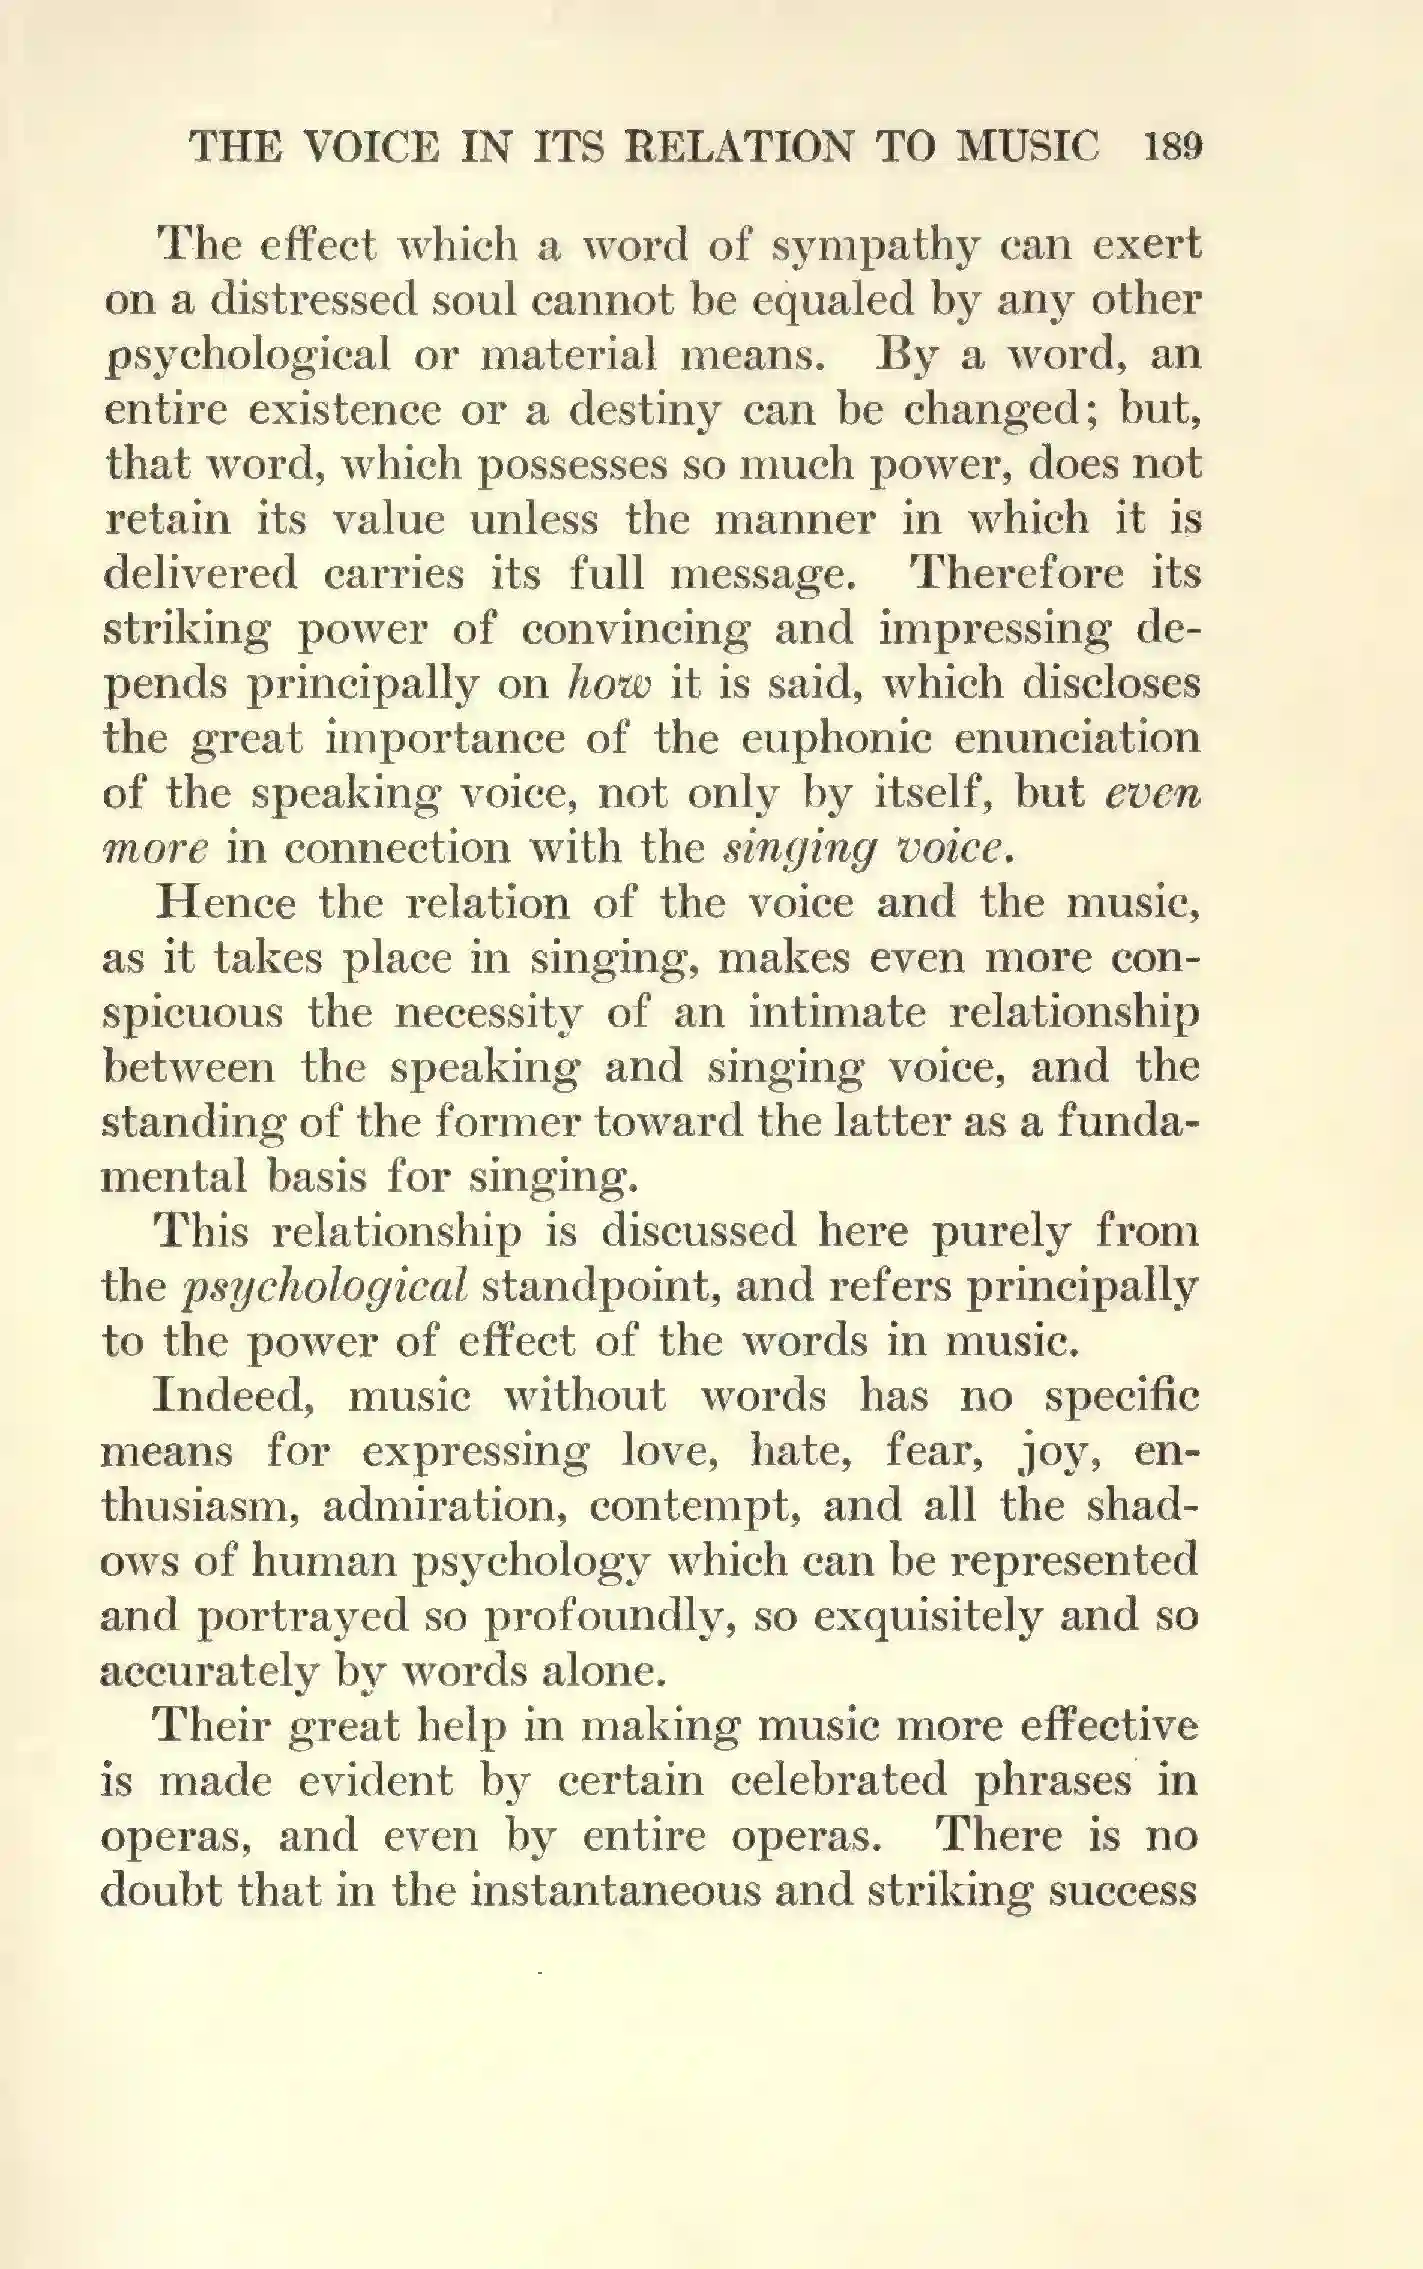 THE VOICE IN ITS RELATION TO MUSIC 189
The effect which a word of sympathy can exert
on a distressed soul cannot be equaled by any other
psychological or material means. By a word, an
entire existence or a destiny can be changed; but,
that word, which possesses so much power, does not
retain its value unless the manner in which it is
delivered carries its full message. Therefore its
striking power of convincing and impressing de-
pends principally on how it is said, which discloses
the great importance of the euphonic enunciation
of the speaking voice, not only by itself, but even
more in connection with the singing voice.
Hence the relation of the voice and the music,
as it takes place in singing, makes even more con-
spicuous the necessity of an intimate relationship
between the speaking and singing voice, and the
standing of the former toward the latter as a funda-
mental basis for singing.
This relationship is discussed here purely from
the psychological standpoint, and refers principally
to the power of effect of the words in music.
Indeed, music without words has no specific
means for expressing love, hate, fear, joy, en-
thusiasm, admiration, contempt, and all the shad-
ows of human psychology which can be represented
and portrayed so profoundly, so exquisitely and so
accurately by words alone.
Their great help in making music more effective
is made evident by certain celebrated phrases in
operas, and even by entire operas. There is no
doubt that in the instantaneous and striking success